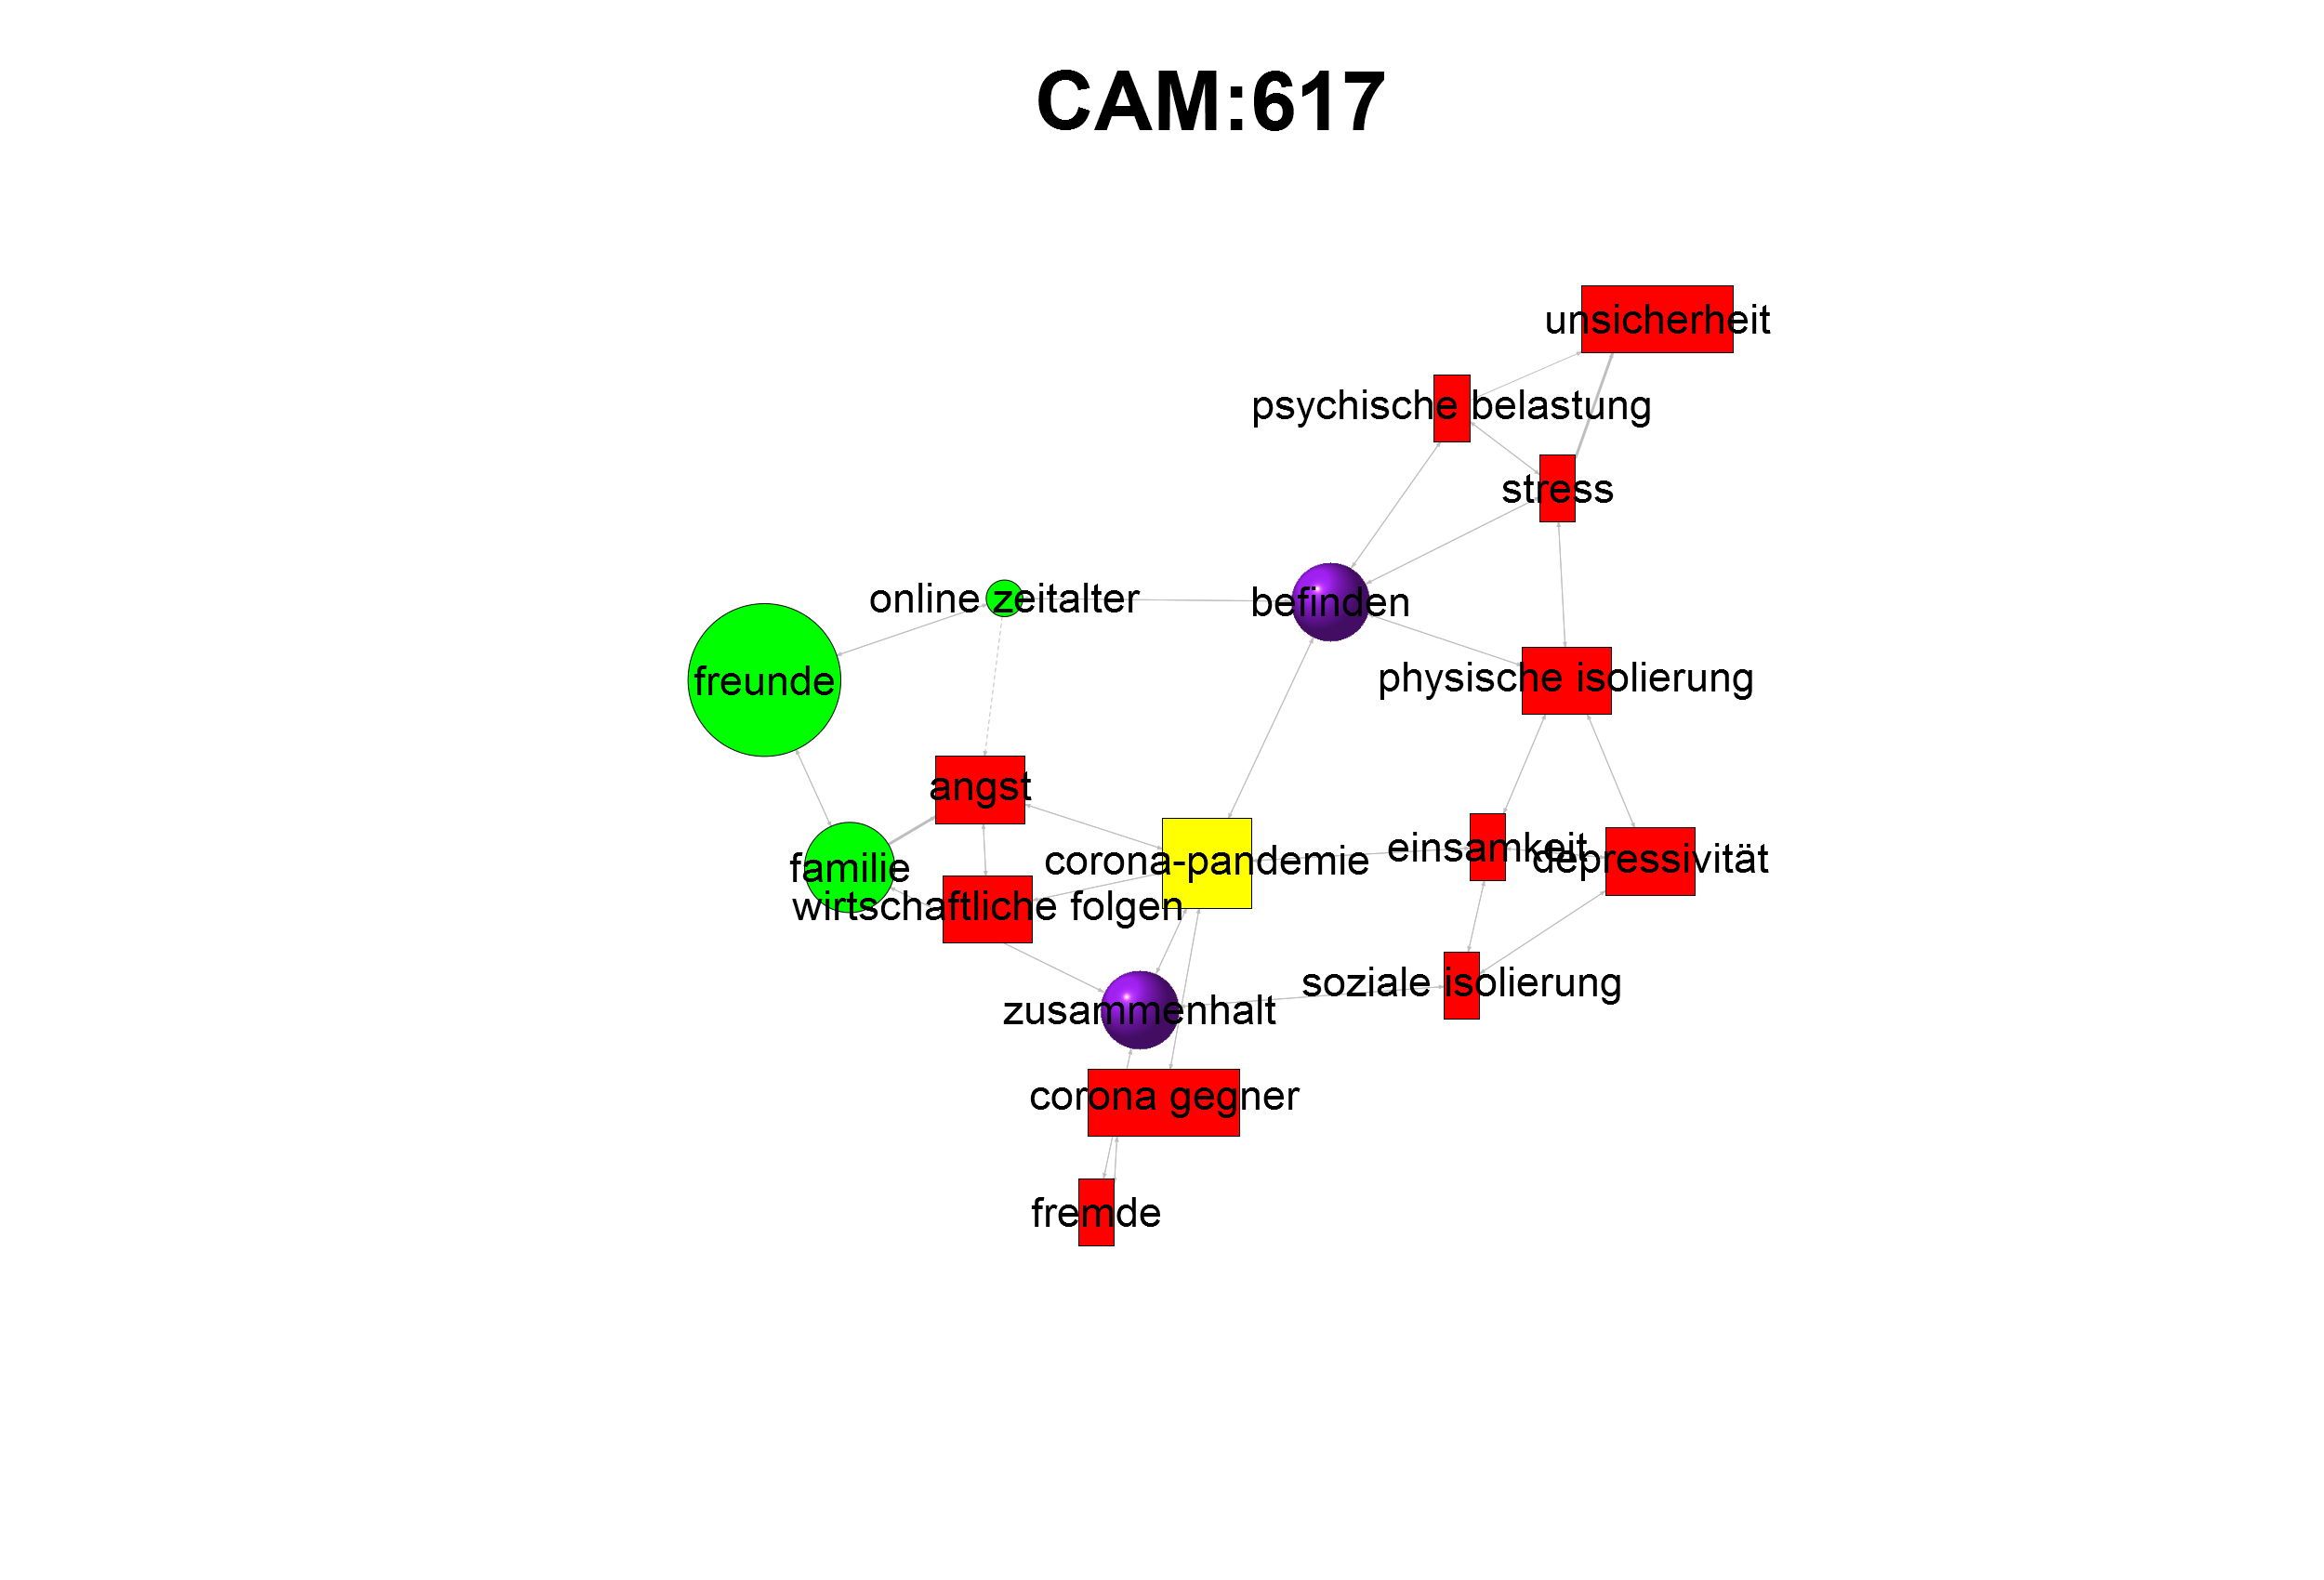 CAM:617
unsicherheit
psychische belastung
stress
online zeitalter
befinden
freunde
physische isolierung
angst
corona-pandemie
einsamkeit
depressivität
familie
wirtschaftliche folgen
soziale isolierung
zusammenhalt
corona gegner
fremde